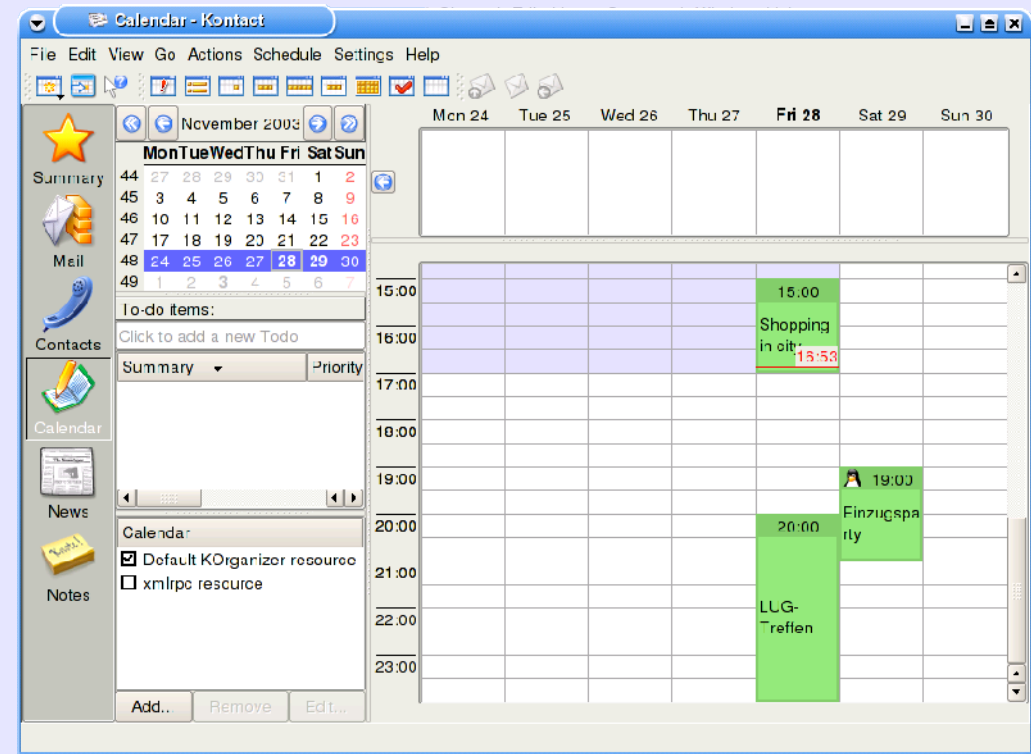 Calendar - Kontact
File Edit View Go Actions Schedule Settings Help
Summary
Mail
Contacts
Calendar
News
Notes
November 2003
Mon Tue Wed Thu Fri Sat Sun
44 27 28 29 30 31 1 2
45 3 4 5 6 7 8 9
46 10 11 12 13 14 15 16
47 17 18 19 20 21 22 23
48 24 25 26 27 28 29 30
49 1 2 3 4 5 6 7
To-do items:
Click to add a new Todo
Summary Priority
Calendar
Default KOrganizer resource
xmlrpc resource
Add... Remove Edit...
Mon 24 Tue 25 Wed 26 Thu 27 Fri 28 Sat 29 Sun 30
15:00
16:00
17:00
18:00
19:00
20:00
21:00
22:00
23:00
15:00
Shopping
in city
16:53
20:00
LUG-
Treffen
19:00
Einzugspa
rty